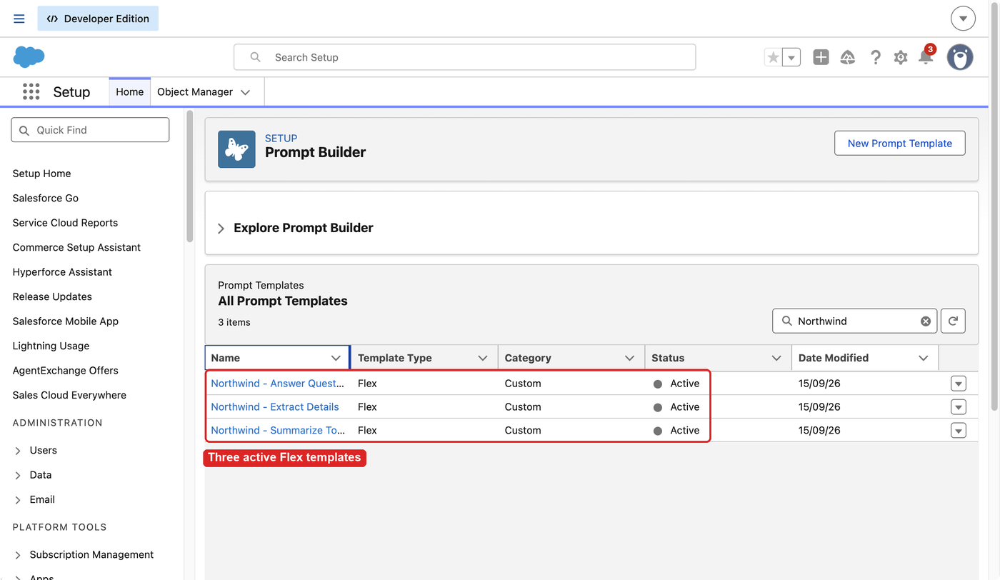 Developer Edition
Search Setup
3
Setup
Home
Object Manager
Quick Find
Setup Home
Salesforce Go
Service Cloud Reports
Commerce Setup Assistant
Hyperforce Assistant
Release Updates
Salesforce Mobile App
Lightning Usage
AgentExchange Offers
Sales Cloud Everywhere
ADMINISTRATION
Users
Data
Email
PLATFORM TOOLS
Subscription Management
Apps
SETUP
Prompt Builder
New Prompt Template
Explore Prompt Builder
Prompt Templates
All Prompt Templates
3 items
Northwind
Name Template Type Category Status Date Modified
Northwind - Answer Quest... Flex Custom Active 15/09/26
Northwind - Extract Details Flex Custom Active 15/09/26
Northwind - Summarize To... Flex Custom Active 15/09/26
Three active Flex templates